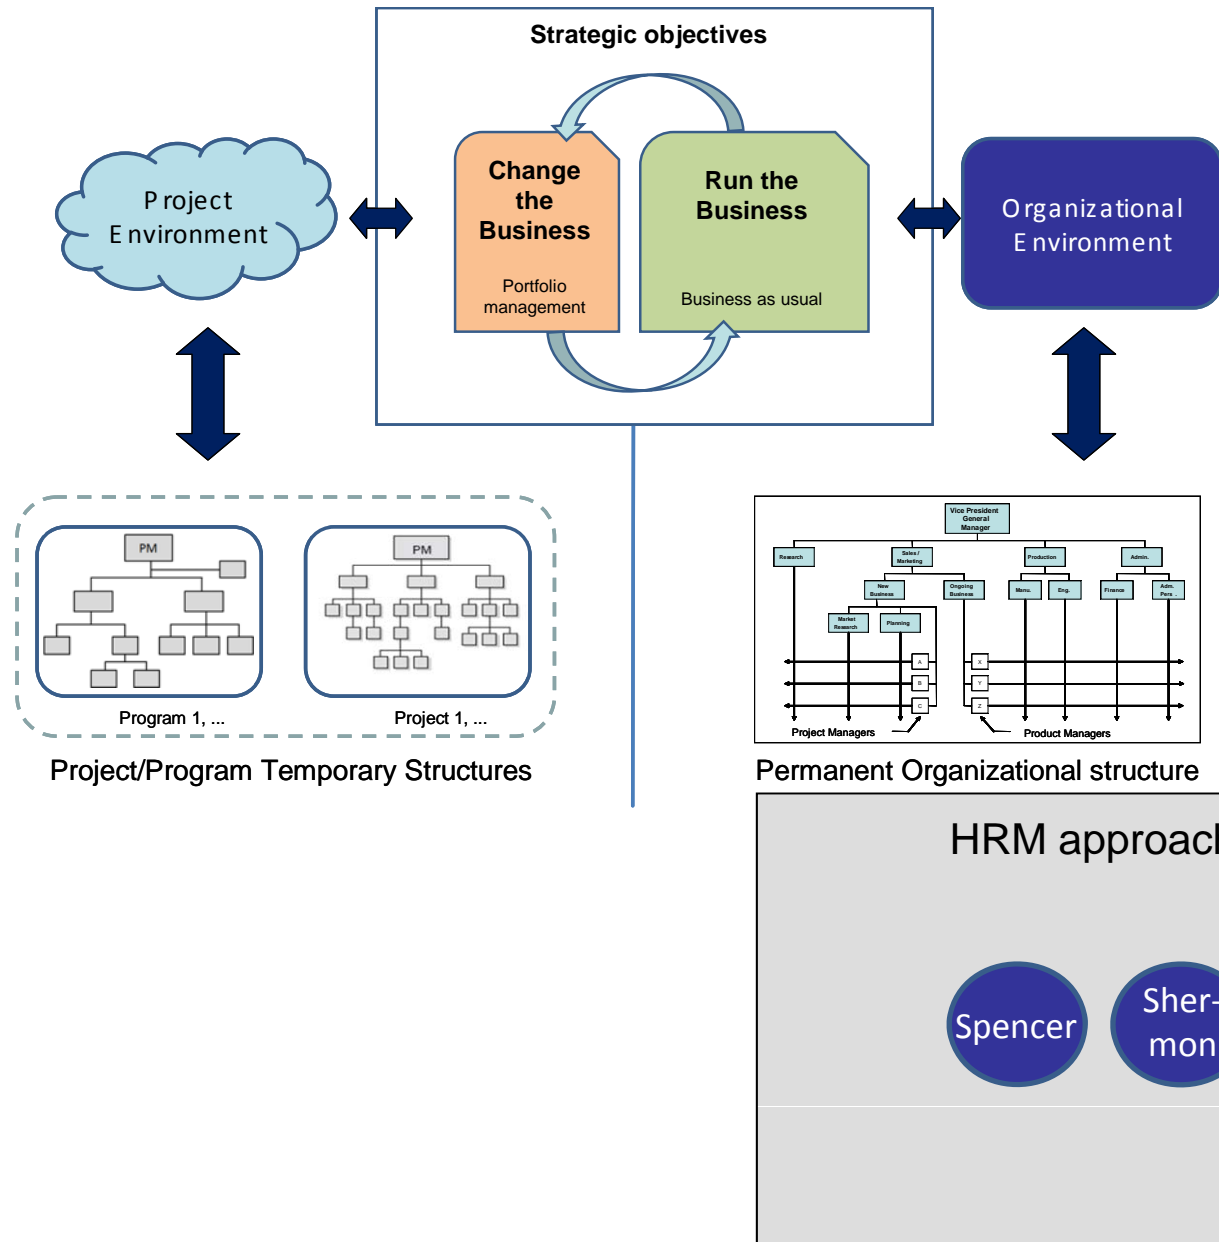 Strategic objectives
Change
the
Business
Portfolio
management
Run the
Business
Business as usual
Project
Environment
Organizational
Environment
PM
Program 1, ...
PM
Project 1, ...
Project/Program Temporary Structures
Vice President
General
Manager
Research
Sales /
Marketing
Production
Admin.
New
Business
Ongoing
Business
Manu.
Eng.
Finance
Adm.
Pers .
Market
Research
Planning
A
X
B
Y
C
Z
Project Managers
Product Managers
Permanent Organizational structure
HRM approach
Spencer
Sher-
mon